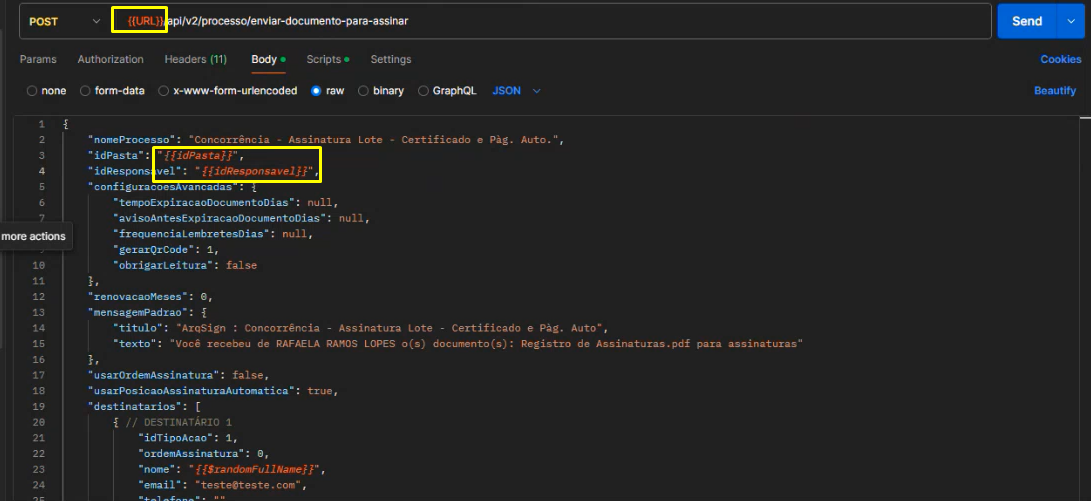 POST {{URL}}/api/v2/processo/enviar-documento-para-assinar Send
Params Authorization Headers (11) Body Scripts Settings Cookies
none form-data x-www-form-urlencoded raw binary GraphQL JSON Beautify
1 {
2 "nomeProcesso": "Concorrência - Assinatura Lote - Certificado e Pàg. Auto.",
3 "idPasta": "{{idPasta}}",
4 "idResponsavel": "{{idResponsavel}}",
5 "configuracoesAvancadas": {
6 "tempoExpiracaoDocumentoDias": null,
7 "avisoAntesExpiracaoDocumentoDias": null,
"frequenciaLembretesDias": null,
more actions
"gerarQrCode": 1,
10 "obrigarLeitura": false
11 },
12 "renovacaoMeses": 0,
13 "mensagemPadrao": {
14 "titulo": "ArqSign : Concorrência - Assinatura Lote - Certificado e Pàg. Auto",
15 "texto": "Você recebeu de RAFAELA RAMOS LOPES o(s) documento(s): Registro de Assinaturas.pdf para assinaturas"
16 },
17 "usarOrdemAssinatura": false,
18 "usarPosicaoAssinaturaAutomatica": true,
19 "destinatarios": [
20 { // DESTINATÁRIO 1
21 "idTipoAcao": 1,
22 "ordemAssinatura": 0,
23 "nome": "{{$randomFullName}}",
24 "email": "teste@teste.com",
25 "telefone": ""